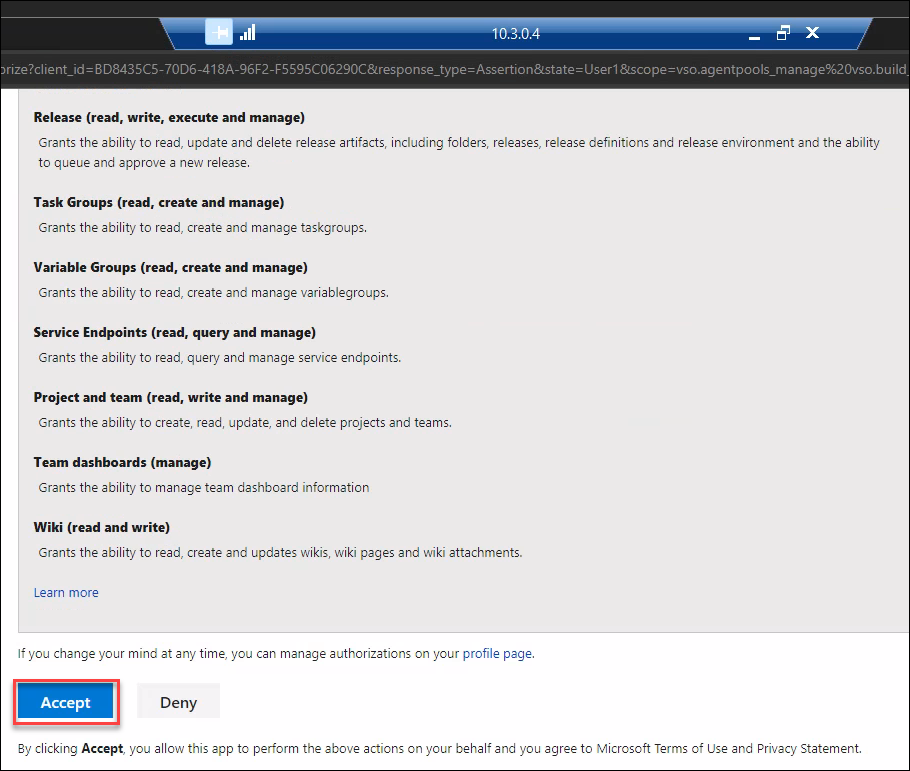 10.3.0.4
orize?client_id=BD8435C5-70D6-418A-96F2-F5595C06290C&response_type=Assertion&state=User1&scope=vso.agentpools_manage%20vso.build_
Release (read, write, execute and manage)
Grants the ability to read, update and delete release artifacts, including folders, releases, release definitions and release environment and the ability
to queue and approve a new release.
Task Groups (read, create and manage)
Grants the ability to read, create and manage taskgroups.
Variable Groups (read, create and manage)
Grants the ability to read, create and manage variablegroups.
Service Endpoints (read, query and manage)
Grants the ability to read, query and manage service endpoints.
Project and team (read, write and manage)
Grants the ability to create, read, update, and delete projects and teams.
Team dashboards (manage)
Grants the ability to manage team dashboard information
Wiki (read and write)
Grants the ability to read, create and updates wikis, wiki pages and wiki attachments.
Learn more
If you change your mind at any time, you can manage authorizations on your profile page.
Accept Deny
By clicking Accept, you allow this app to perform the above actions on your behalf and you agree to Microsoft Terms of Use and Privacy Statement.